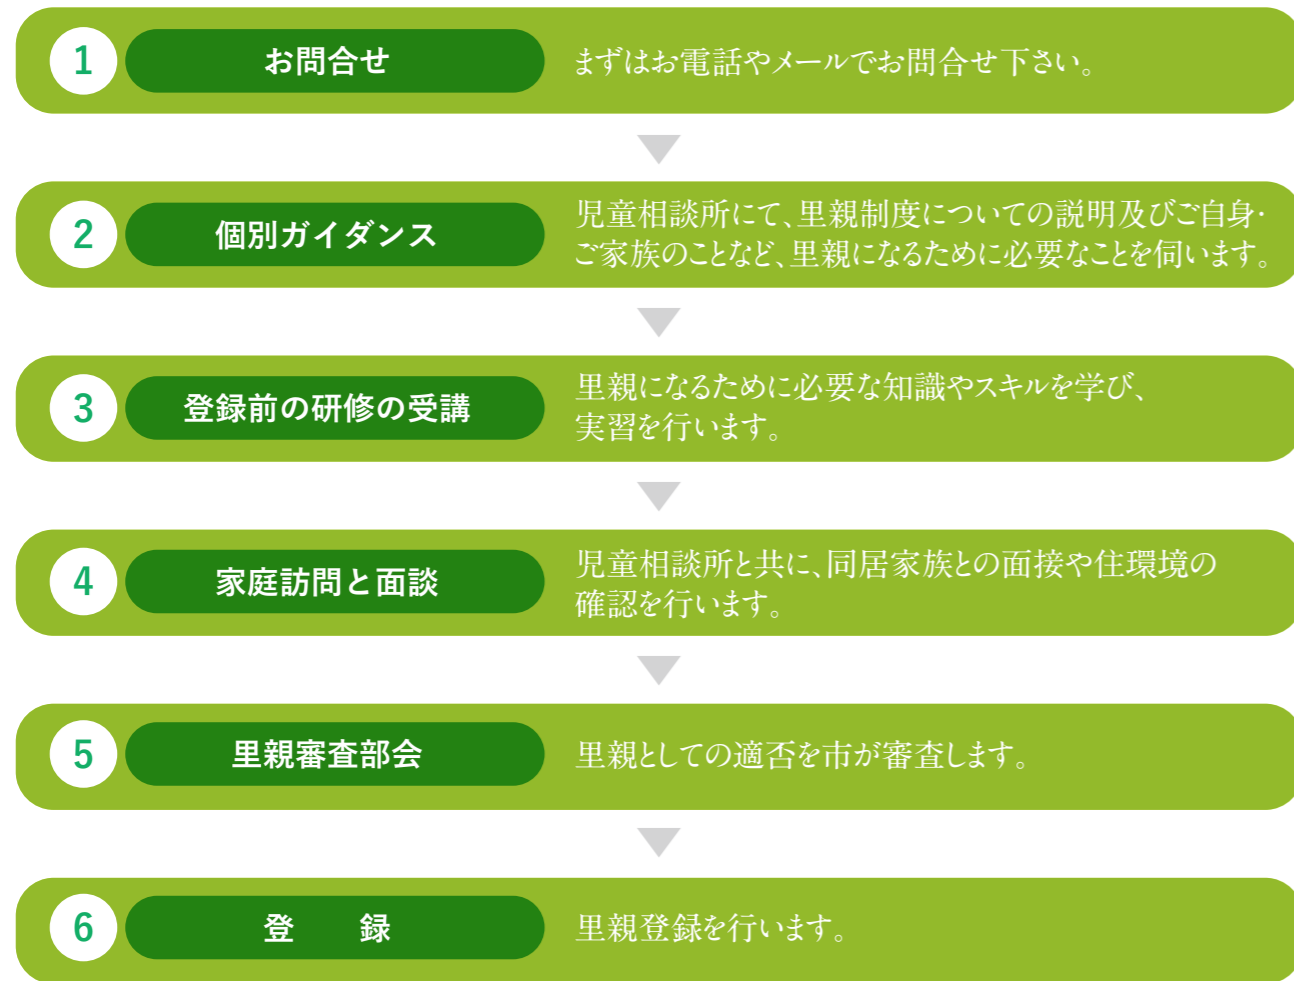 1
お問合せ
まずはお電話やメールでお問合せ下さい。
2
個別ガイダンス
児童相談所にて、里親制度についての説明及びご自身・
ご家族のことなど、里親になるために必要なことを伺います。
3
登録前の研修の受講
里親になるために必要な知識やスキルを学び、
実習を行います。
4
家庭訪問と面談
児童相談所と共に、同居家族との面接や住環境の
確認を行います。
5
里親審査部会
里親としての適否を市が審査します。
6
登　録
里親登録を行います。